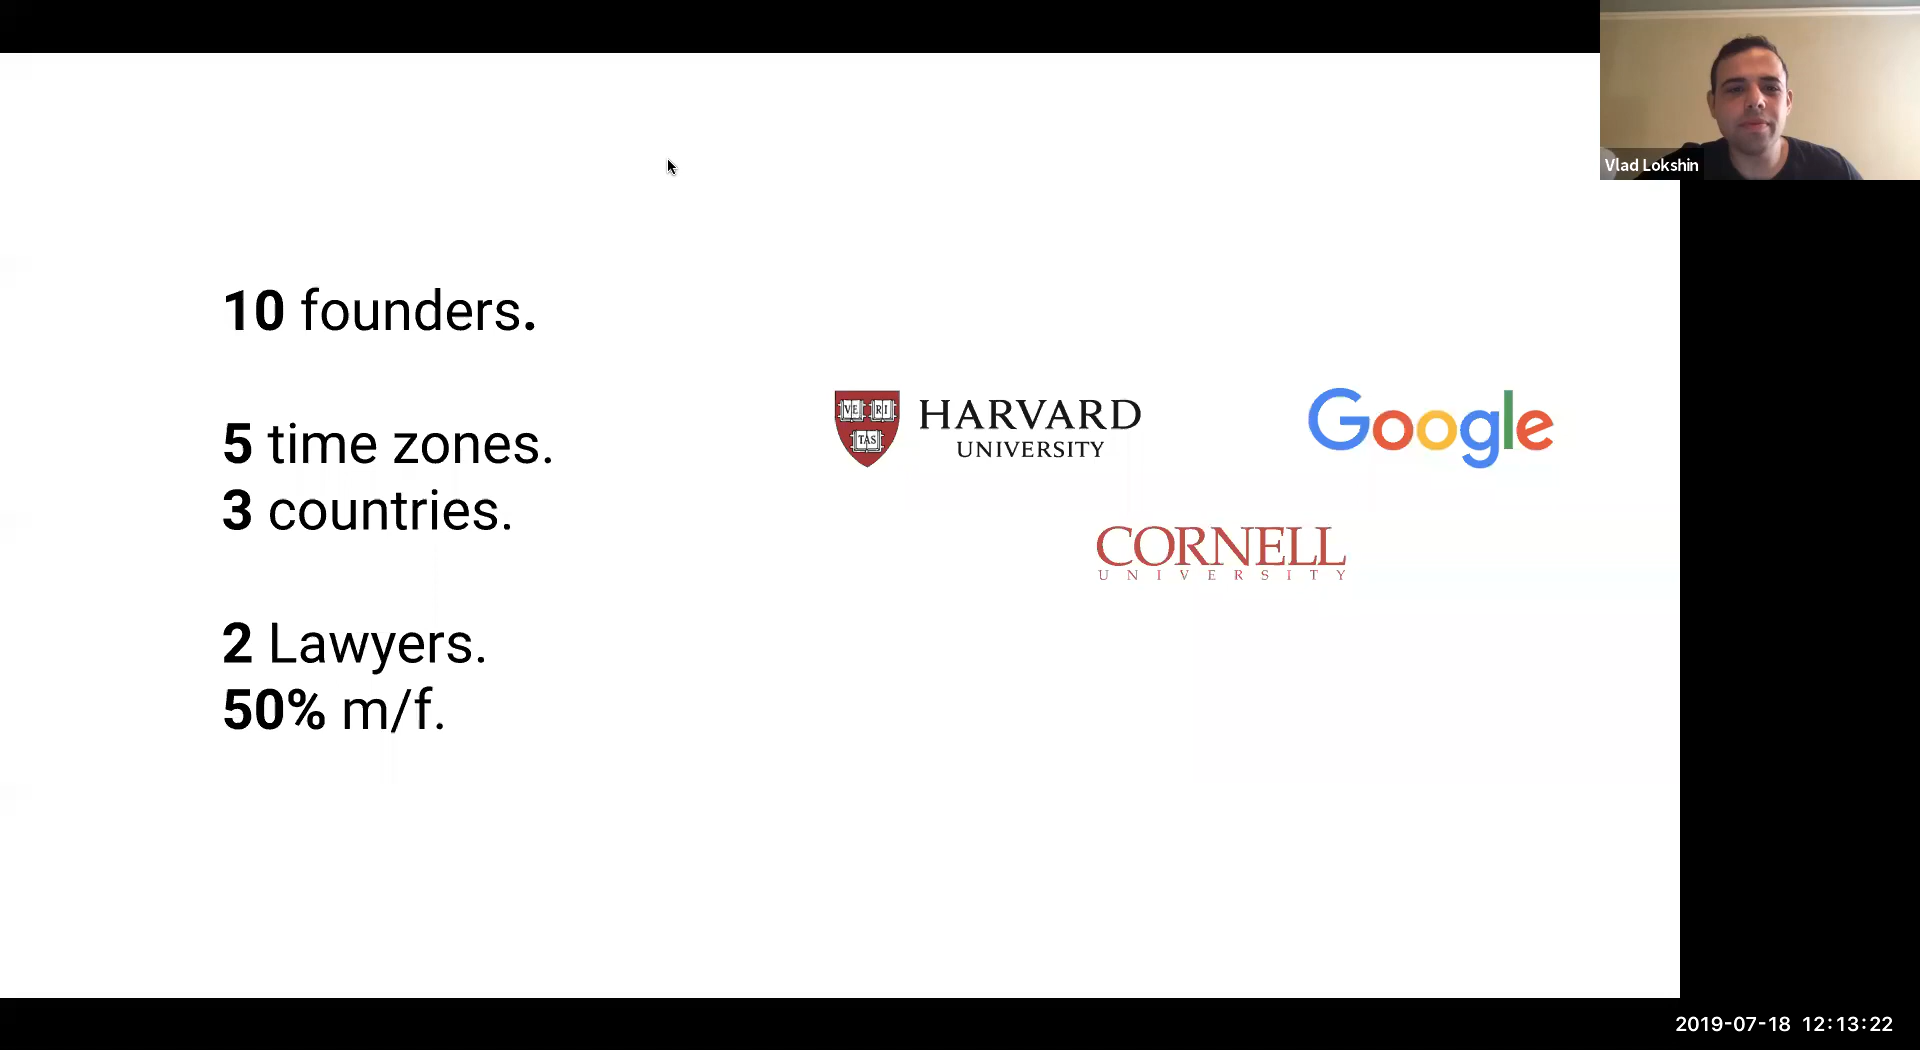 Vlad Lokshin
10 founders.
5 time zones.
3 countries.
2 Lawyers.
50% m/f.
VE RI
TAS
HARVARD
UNIVERSITY
Google
CORNELL
UNIVERSITY
2019-07-18 12:13:22